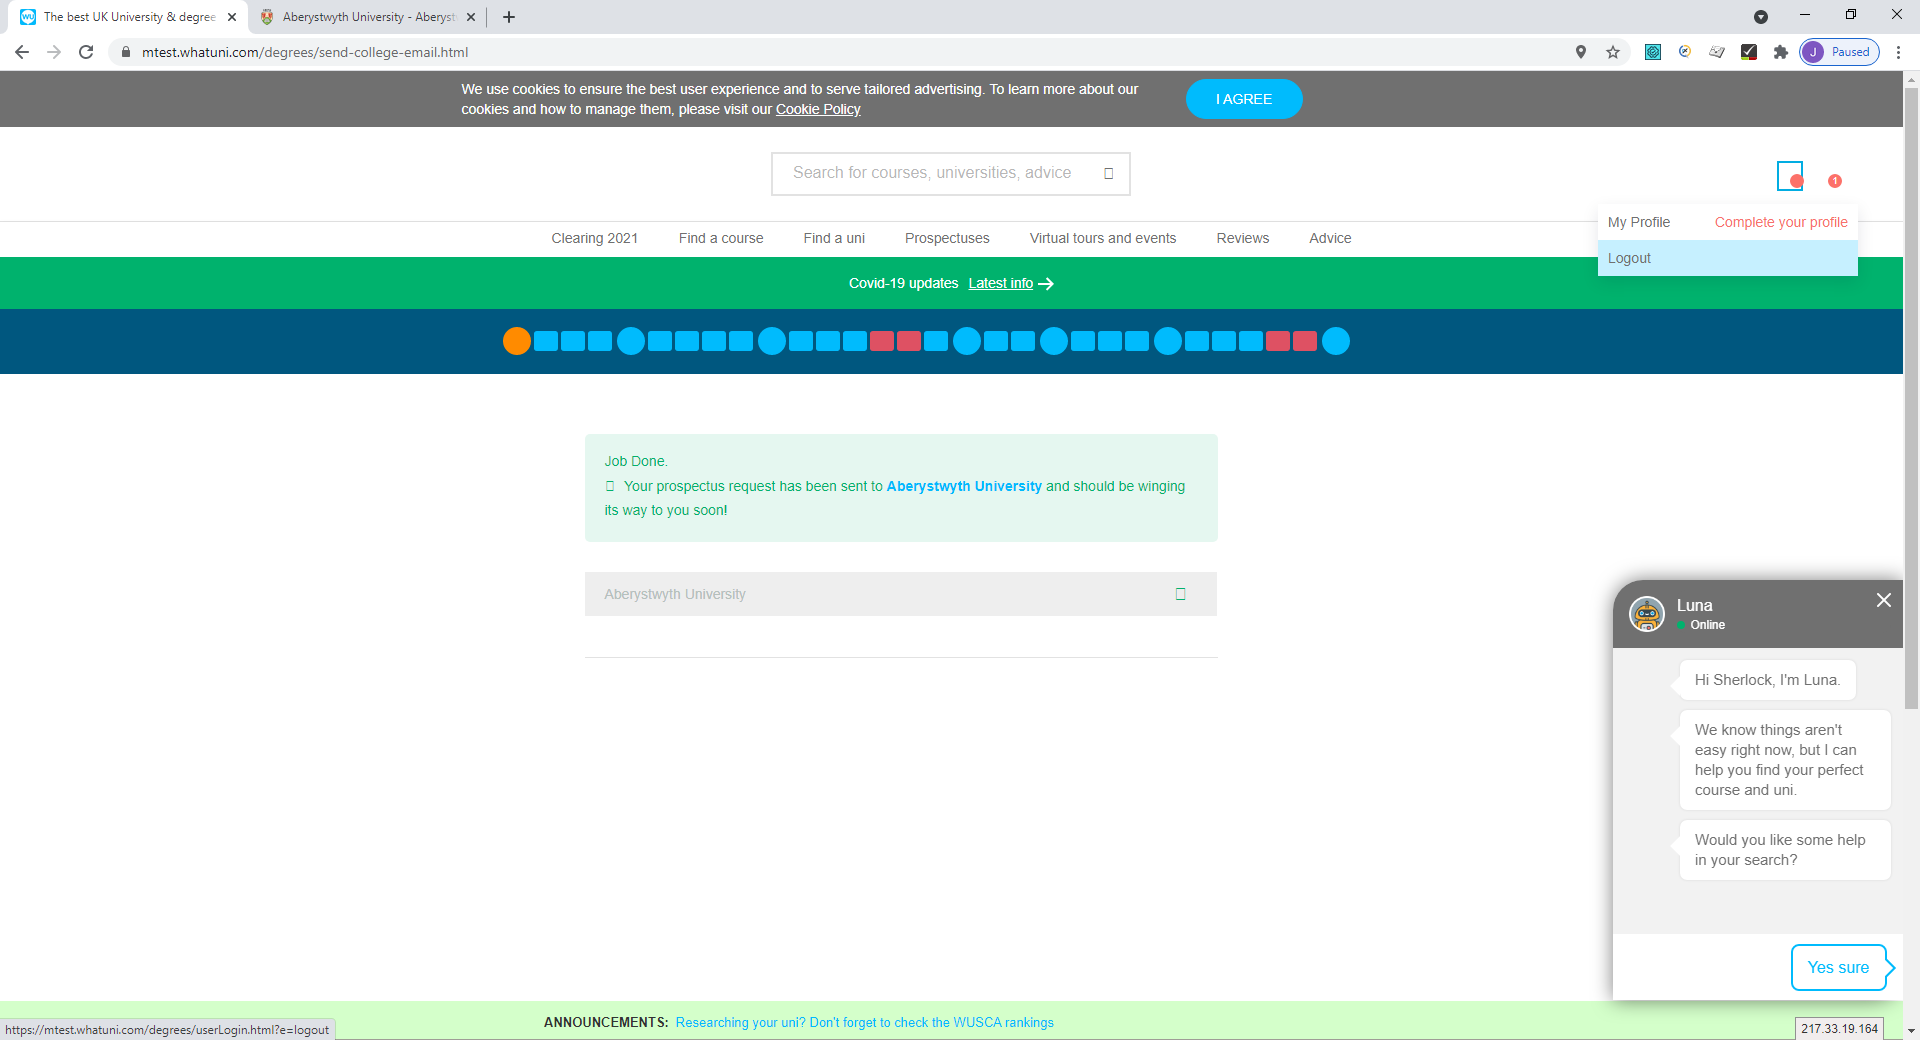 The best UK University & degree
Aberystwyth University - Aberyst
mtest.whatuni.com/degrees/send-college-email.html
J Paused
We use cookies to ensure the best user experience and to serve tailored advertising. To learn more about our
cookies and how to manage them, please visit our Cookie Policy
I AGREE
Search for courses, universities, advice
1
My Profile Complete your profile
Logout
Clearing 2021 Find a course Find a uni Prospectuses Virtual tours and events Reviews Advice
Covid-19 updates Latest info
Job Done.
Your prospectus request has been sent to Aberystwyth University and should be winging
its way to you soon!
Aberystwyth University
Luna
Online
Hi Sherlock, I'm Luna.
We know things aren't
easy right now, but I can
help you find your perfect
course and uni.
Would you like some help
in your search?
Yes sure
ANNOUNCEMENTS: Researching your uni? Don't forget to check the WUSCA rankings
https://mtest.whatuni.com/degrees/userLogin.html?e=logout
217.33.19.164